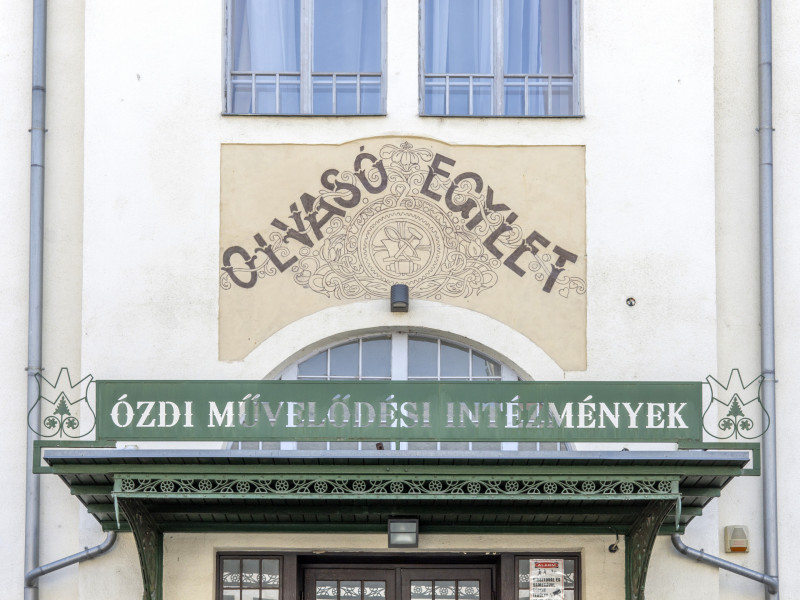 OLVASÓ EGYLET
ÓZDI MŰVELŐDÉSI INTÉZMÉNYEK